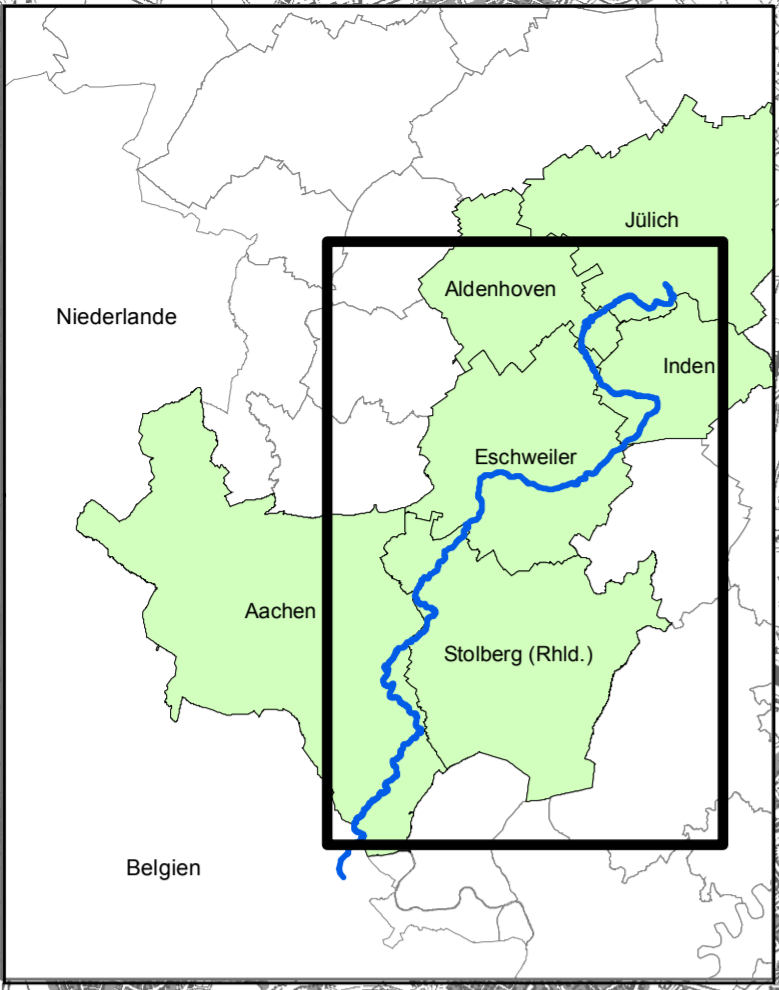 Jülich
Aldenhoven
Niederlande
Inden
Eschweiler
Aachen
Stolberg (Rhld.)
Belgien